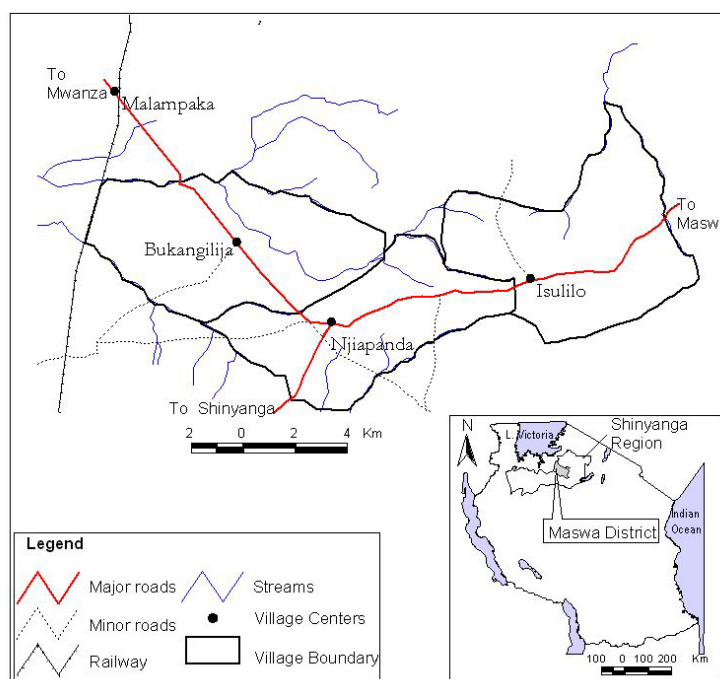 To
Mwanza
Malampaka
Bukangilija
To
Masw
Isulilo
Njiapanda
To Shinyanga
2 0 2 4 Km
N
Shinyanga
Region
L. Victoria
Indian
Ocean
Maswa District
100 0 100 200 Km
Legend
Major roads
Streams
Minor roads
Village Centers
Railway
Village Boundary